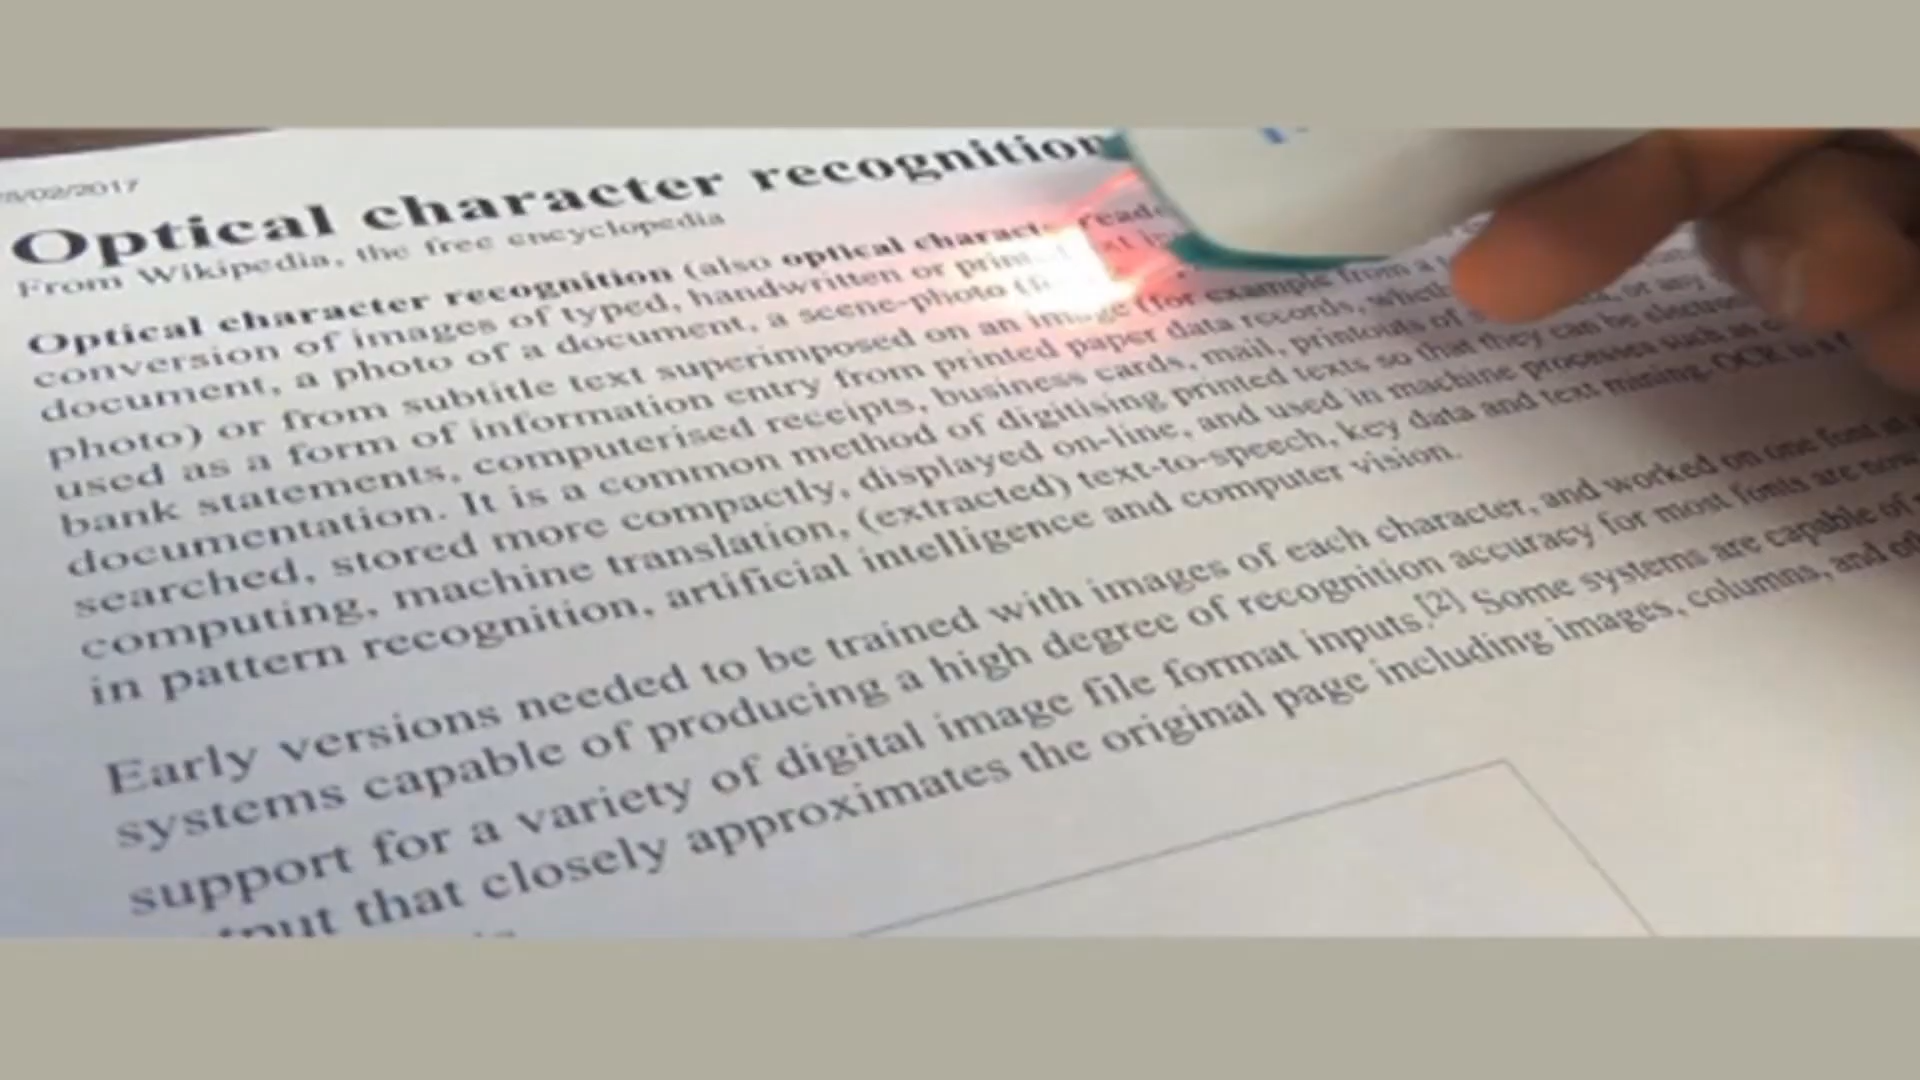 /02/2017
Optical character recognition
From Wikipedia, the free encyclopedia
Optical character recognition (also optical charact
conversion of images of typed, handwritten or
document, a photo of a document, a scene-photo
photo) or from subtitle text superimposed on an image (for example from a
used as a form of information entry from printed paper data records,
bank statements, computerised receipts, business cards, mail, printouts of or any
documentation. It is a common method of digitising printed texts so that they can be
searched, stored more compactly, displayed on-line, and used in machine processes such as
computing, machine translation, (extracted) text-to-speech, key data and text mining. OCR is a
in pattern recognition, artificial intelligence and computer vision.
Early versions needed to be trained with images of each character, and worked on one font at
systems capable of producing a high degree of recognition accuracy for most fonts are now
support for a variety of digital image file format inputs.[2] Some systems are capable of
that closely approximates the original page including images, columns, and